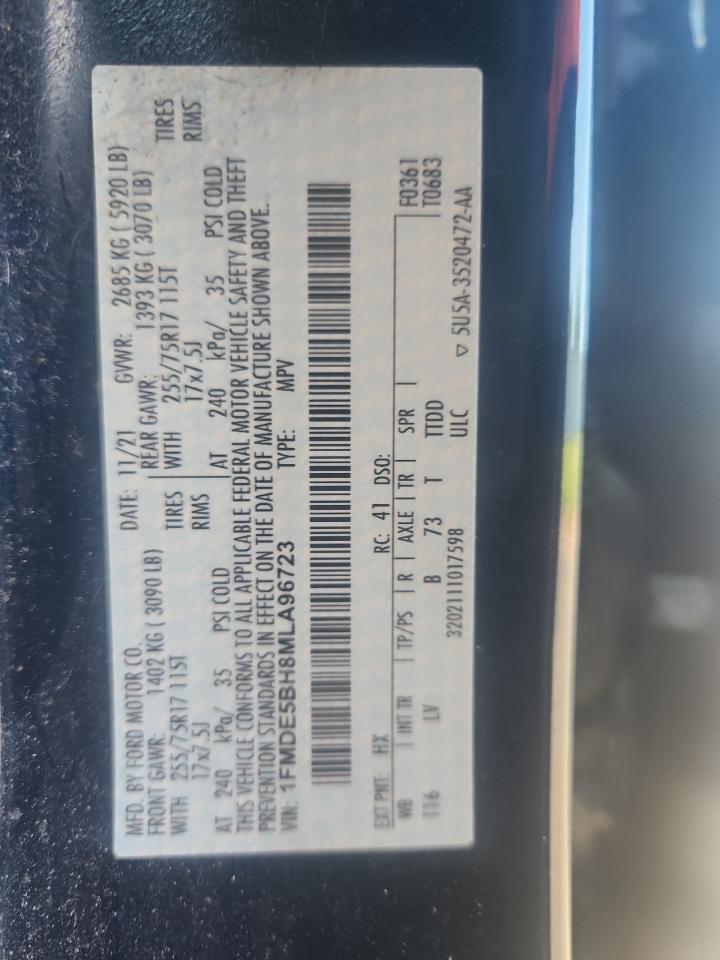 MFD. BY FORD MOTOR CO.
DATE: 11/21 GVWR: 2685 KG ( 5920 LB)
FRONT GAWR: 1402 KG ( 3090 LB) REAR GAWR: 1393 KG ( 3070 LB)
WITH 255/75R17 115T TIRES WITH 255/75R17 115T TIRES
17x7.5J RIMS 17x7.5J RIMS
AT 240 kPa/ 35 PSI COLD AT 240 kPa/ 35 PSI COLD
THIS VEHICLE CONFORMS TO ALL APPLICABLE FEDERAL MOTOR VEHICLE SAFETY AND THEFT
PREVENTION STANDARDS IN EFFECT ON THE DATE OF MANUFACTURE SHOWN ABOVE.
VIN: 1FMDE5BH8MLA96723 TYPE: MPV
EXT PNT: HX RC: 41 DSO:
WB INT TR TP/PS R AXLE TR SPR F0361
116 LV B 73 T TTDD T0683
ULC
3202111017598 ▽ 5U5A-3520472-AA